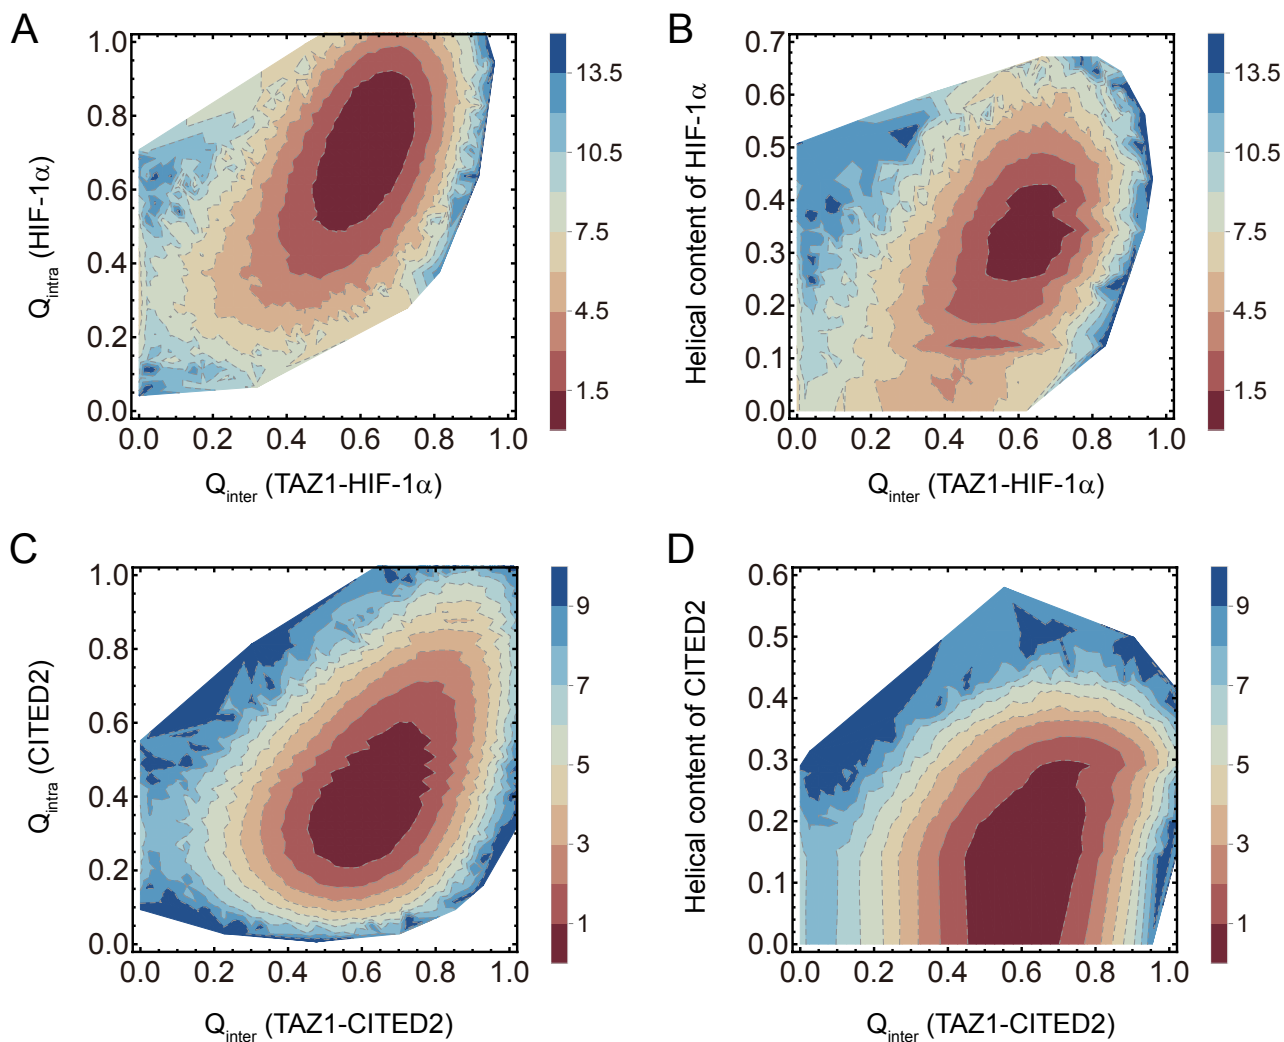 A
1.0
0.8
0.6
0.4
0.2
0.0
Q_intra (HIF-1α)
0.0 0.2 0.4 0.6 0.8 1.0
Q_inter (TAZ1-HIF-1α)
13.5
10.5
7.5
4.5
1.5
B
0.7
0.6
0.5
0.4
0.3
0.2
0.1
0.0
Helical content of HIF-1α
0.0 0.2 0.4 0.6 0.8 1.0
Q_inter (TAZ1-HIF-1α)
13.5
10.5
7.5
4.5
1.5
C
1.0
0.8
0.6
0.4
0.2
0.0
Q_intra (CITED2)
0.0 0.2 0.4 0.6 0.8 1.0
Q_inter (TAZ1-CITED2)
9
7
5
3
1
D
0.6
0.5
0.4
0.3
0.2
0.1
0.0
Helical content of CITED2
0.0 0.2 0.4 0.6 0.8 1.0
Q_inter (TAZ1-CITED2)
9
7
5
3
1